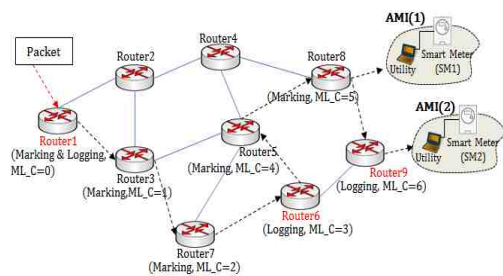 Packet
Router2
Router4
Router8
(Marking, ML_C=5)
AMI(1)
Utility
Smart Meter
(SM1)
AMI(2)
Utility
Smart Meter
(SM2)
Router1
(Marking & Logging,
ML_C=0)
Router3
(Marking,ML_C=1)
Router5
(Marking, ML_C=4)
Router9
(Logging, ML_C=6)
Router6
(Logging, ML_C=3)
Router7
(Marking, ML_C=2)